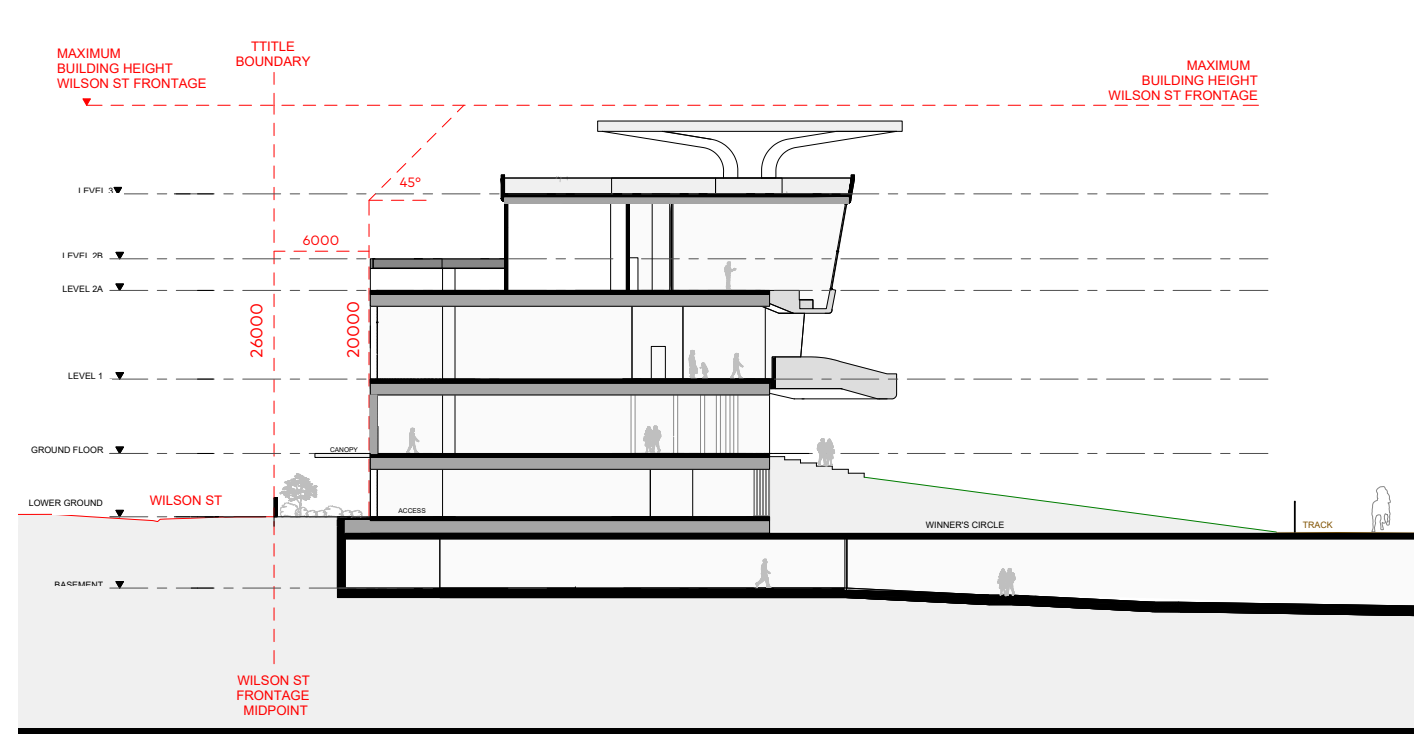 TTITLE
BOUNDARY
MAXIMUM
BUILDING HEIGHT
WILSON ST FRONTAGE
MAXIMUM
BUILDING HEIGHT
WILSON ST FRONTAGE
45°
LEVEL 3
6000
LEVEL 2B
LEVEL 2A
26000
20000
LEVEL 1
GROUND FLOOR
CANOPY
LOWER GROUND
WILSON ST
ACCESS
WINNER'S CIRCLE
TRACK
BASEMENT
WILSON ST
FRONTAGE
MIDPOINT